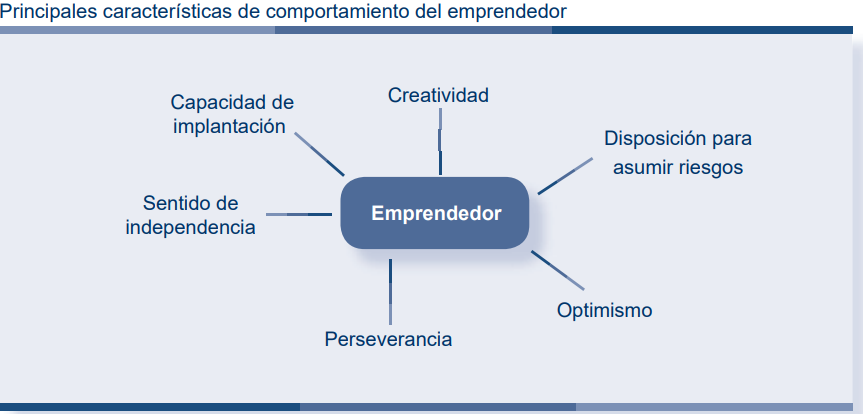 Principales características de comportamiento del emprendedor
Creatividad
Capacidad de
implantación
Disposición para
asumir riesgos
Sentido de
independencia
Emprendedor
Optimismo
Perseverancia